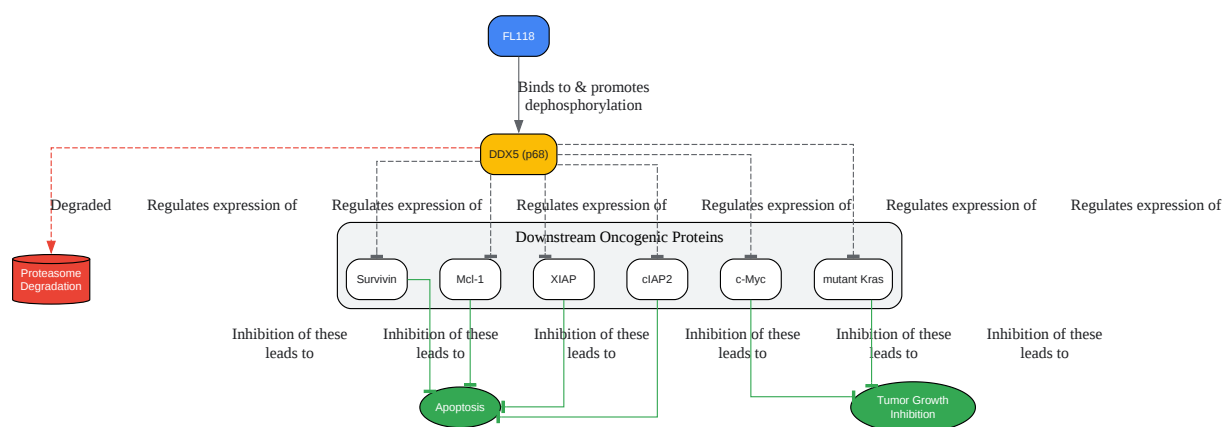 FL118
Binds to & promotes
dephosphorylation
DDX5 (p68)
Degraded
Regulates expression of
Regulates expression of
Regulates expression of
Regulates expression of
Regulates expression of
Regulates expression of
Downstream Oncogenic Proteins
Proteasome
Degradation
Survivin
Mcl-1
XIAP
cIAP2
c-Myc
mutant Kras
Inhibition of these
leads to
Inhibition of these
leads to
Inhibition of these
leads to
Inhibition of these
leads to
Inhibition of these
leads to
Inhibition of these
leads to
Apoptosis
Tumor Growth
Inhibition